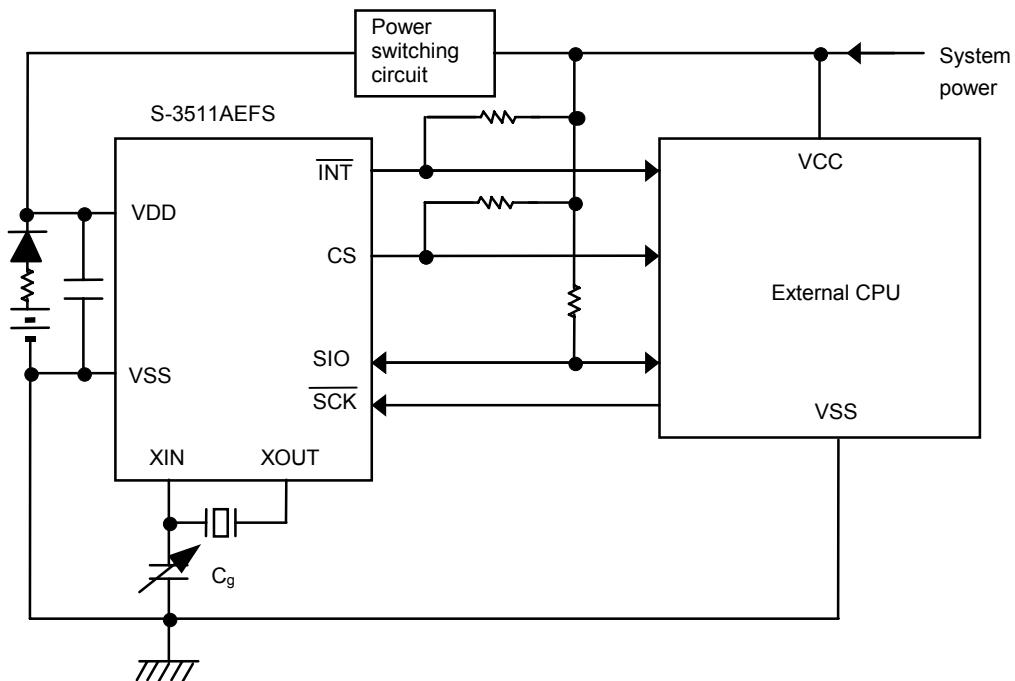 Power
switching
circuit
System
power
S-3511AEFS
INT
VCC
VDD
CS
External CPU
SIO
VSS
SCK
VSS
XIN
XOUT
Cg